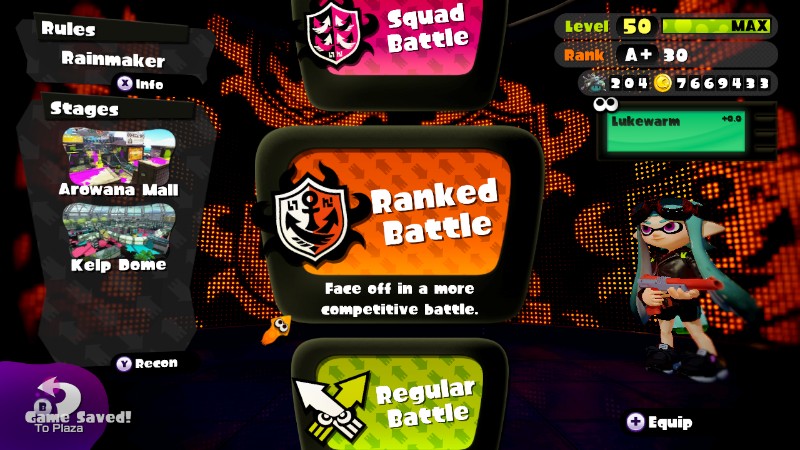 Rules
Rainmaker
X Info
Stages
Arowana Mall
Kelp Dome
Y Recon
Game Saved!
To Plaza
Squad
Battle
Ranked
Battle
Face off in a more
competitive battle.
Regular
Battle
Level 50 MAX
Rank A+ 30
204 7669433
Lukewarm +0.0
Equip